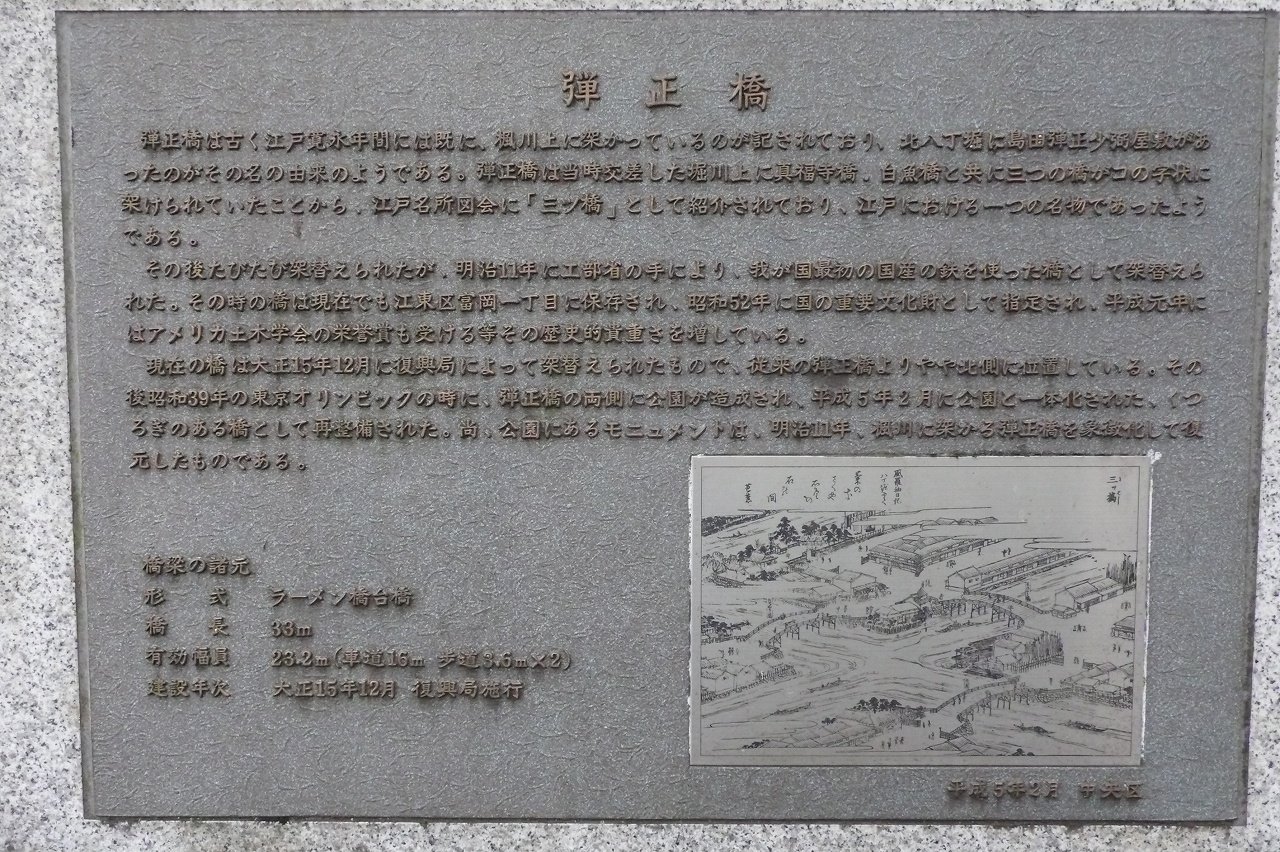 弾正橋
弾正橋は古く江戸寛永年間には既に、楓川上に架かっているのが記されており、北八丁堀に島田弾正少弼屋敷があ
ったのがその名の由来のようである。弾正橋は当時交差した堀川上に真福寺橋、白魚橋と共に三つの橋がコの字状に
架けられていたことから、江戸名所図会に「三ツ橋」として紹介されており、江戸における一つの名物であったよう
である。
その後たびたび架替えられたが、明治11年に工部省の手により、我が国最初の国産の鉄を使った橋として架替えら
れた。その時の橋は現在でも江東区富岡一丁目に保存され、昭和52年に国の重要文化財として指定され、平成元年に
はアメリカ土木学会の栄誉賞も受ける等その歴史的貴重さを増している。
現在の橋は大正15年12月に復興局によって架替えられたもので、従来の弾正橋よりやや北側に位置している。その
後昭和39年の東京オリンピックの時に、弾正橋の両側に公園が造成され、平成5年2月に公園と一体化された、くつ
ろぎのある橋として再整備された。尚、公園にあるモニュメントは、明治11年、楓川に架かる弾正橋を象徴化して復
元したものである。
三ツ橋
橋梁の諸元
形式 ラーメン橋台橋
橋長 33m
有効幅員 23.2m(車道16m 歩道3.6m×2)
建設年次 大正15年12月 復興局施行
平成5年2月 中央区